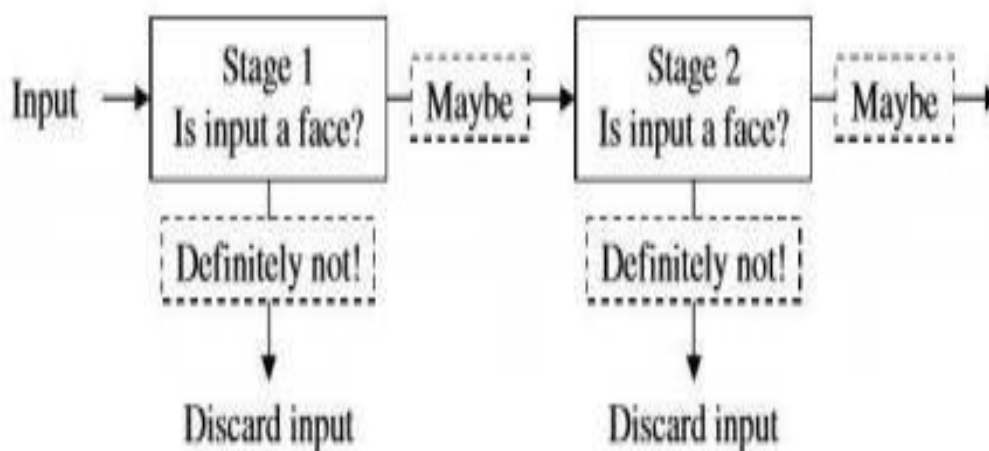 Input
Stage 1
Is input a face?
Maybe
Stage 2
Is input a face?
Maybe
Definitely not!
Definitely not!
Discard input
Discard input